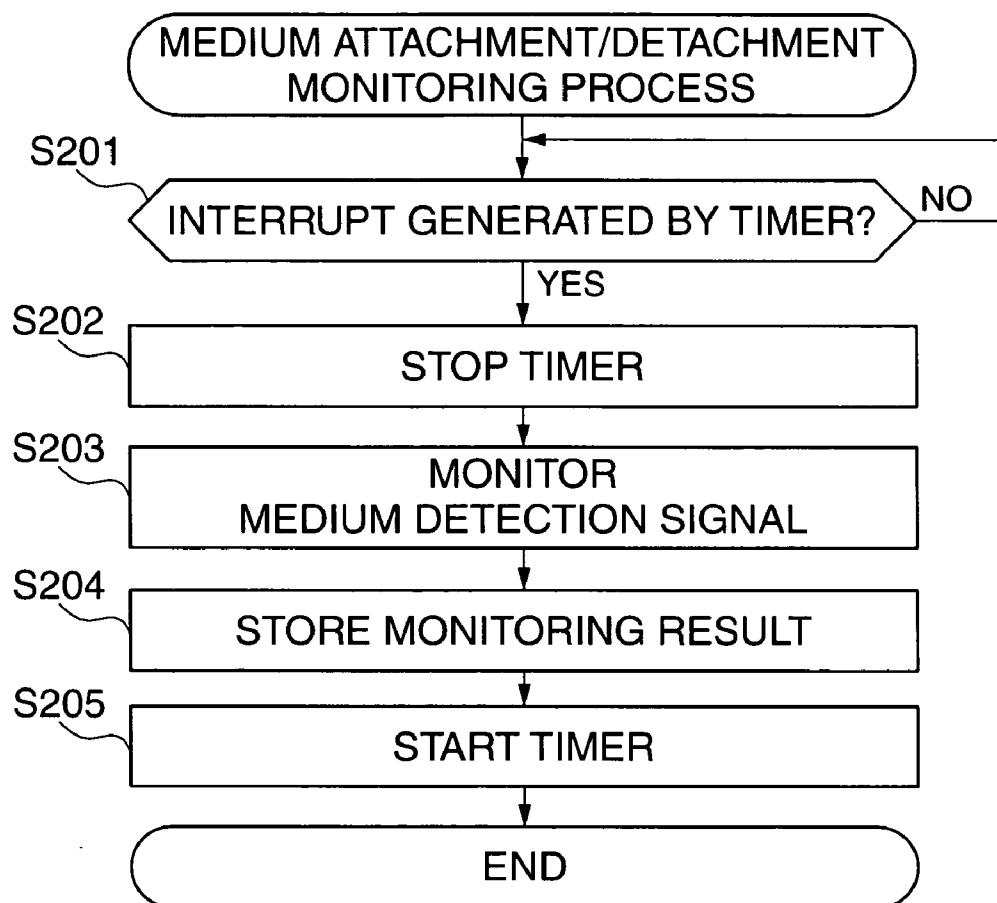 MEDIUM ATTACHMENT/DETACHMENT
MONITORING PROCESS
S201
INTERRUPT GENERATED BY TIMER?
NO
YES
S202
STOP TIMER
S203
MONITOR
MEDIUM DETECTION SIGNAL
S204
STORE MONITORING RESULT
S205
START TIMER
END